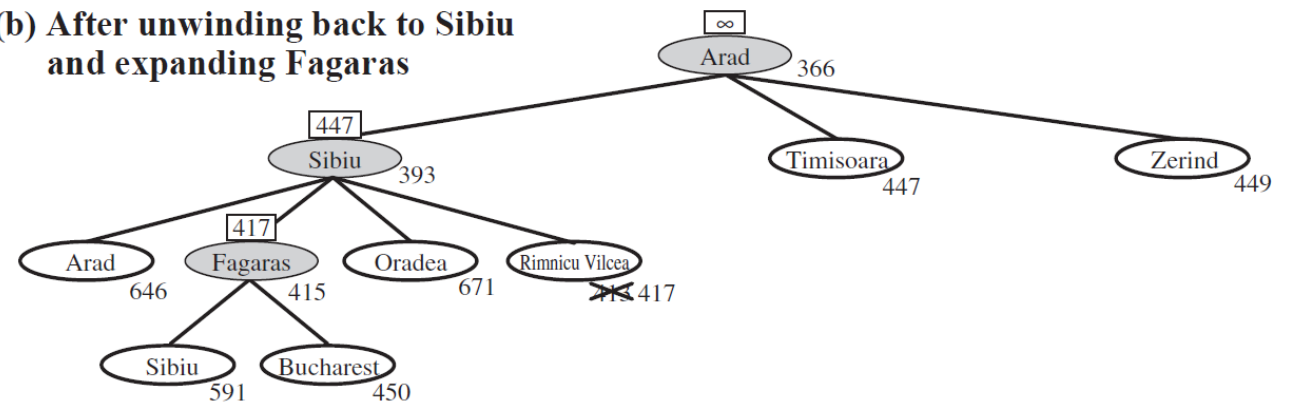 (b) After unwinding back to Sibiu
and expanding Fagaras
∞
Arad
366
447
Sibiu
393
Timisoara
447
Zerind
449
417
Arad
646
Fagaras
415
Oradea
671
Rimnicu Vilcea
413 417
Sibiu
591
Bucharest
450